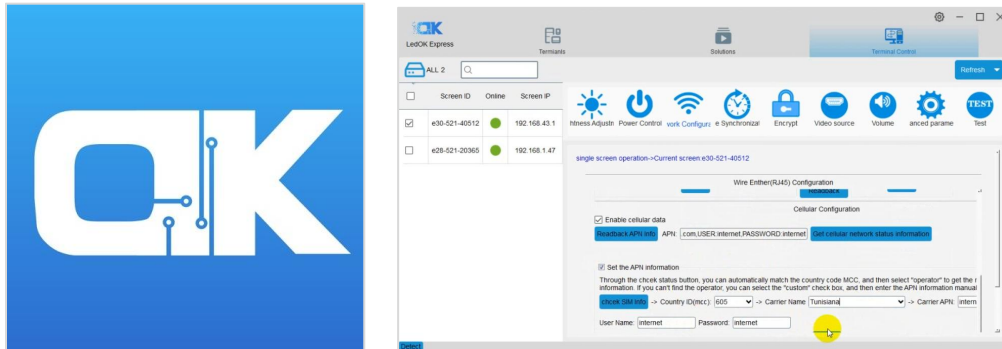 OK
OK
LedOK Express
Termianls
Solutions
Terminal Control
ALL 2
Refresh
Screen ID Online Screen IP
e30-521-40512 192.168.43.1
e28-521-20365 192.168.1.47
htness Adjustn Power Control vork Configura e Synchronizat Encrypt Video source Volume anced parame Test
TEST
single screen operation->Current screen:e30-521-40512
Wire Enther(RJ45) Configuration
Readback
Cellular Configuration
Enable cellular data
Readback APN Info APN: .com,USER:internet,PASSWORD:internet Get cellular network status information
Set the APN information
Through the chcek status button, you can automatically match the country code MCC, and then select "operator" to get the r
information. If you can't find the operator, you can select the "custom" check box, and then enter the APN information manual
chcek SIM Info -> Country ID(mcc): 605 -> Carrier Name Tunisiana -> Carrier APN: intern
User Name: internet Password: internet
Detect